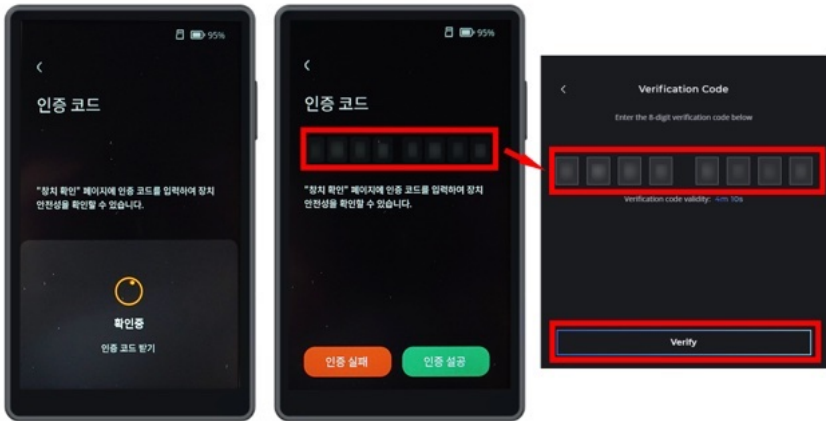 95%
인증 코드
"장치 확인" 페이지에 인증 코드를 입력하여 장치
안전성을 확인할 수 있습니다.
확인중
인증 코드 받기
95%
인증 코드
"장치 확인" 페이지에 인증 코드를 입력하여 장치
안전성을 확인할 수 있습니다.
인증 실패
인증 설공
Verification Code
Enter the 8-digit verification code below
Verification code validity: 4m 10s
Verify